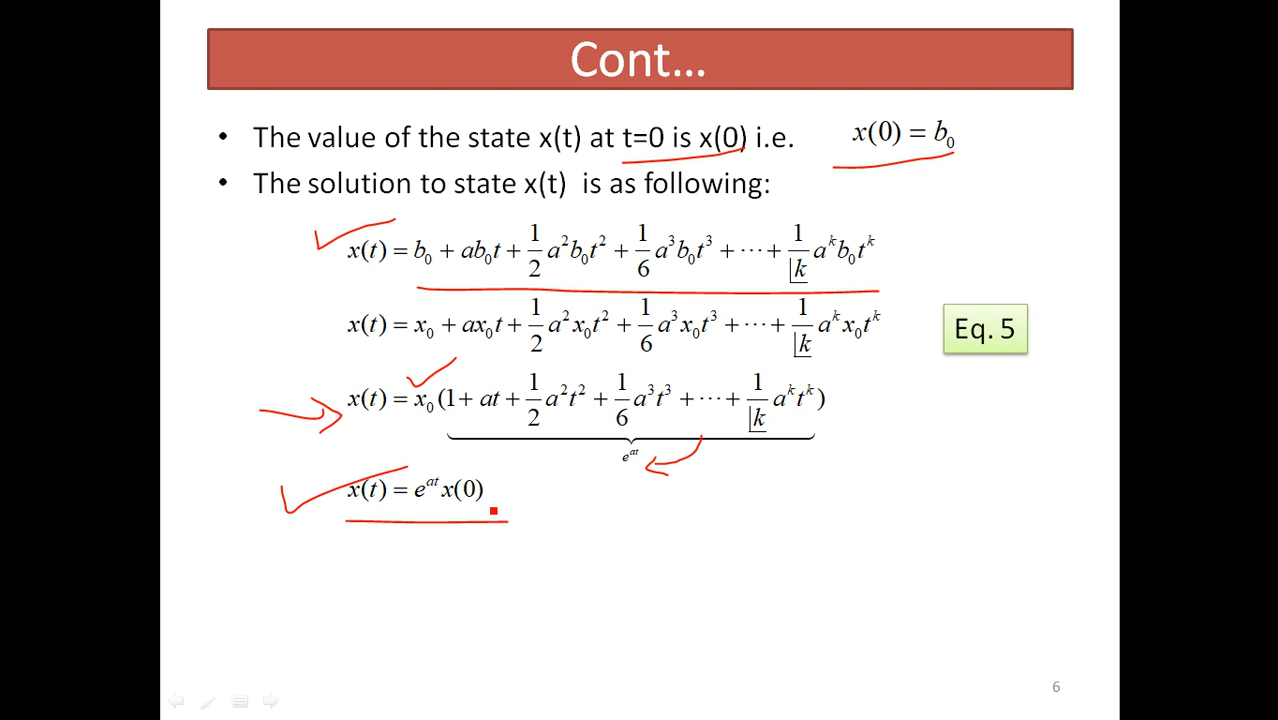 Cont...
• The value of the state x(t) at t=0 is x(0) i.e. x(0) = b₀
• The solution to state x(t) is as following:
x(t) = b₀ + ab₀t + 1/2 a²b₀t² + 1/6 a³b₀t³ + ⋯ + 1/|k̲ aᵏb₀tᵏ
x(t) = x₀ + ax₀t + 1/2 a²x₀t² + 1/6 a³x₀t³ + ⋯ + 1/|k̲ aᵏx₀tᵏ
Eq. 5
x(t) = x₀(1 + at + 1/2 a²t² + 1/6 a³t³ + ⋯ + 1/|k̲ aᵏtᵏ)
eᵃᵗ
x(t) = eᵃᵗx(0)
6